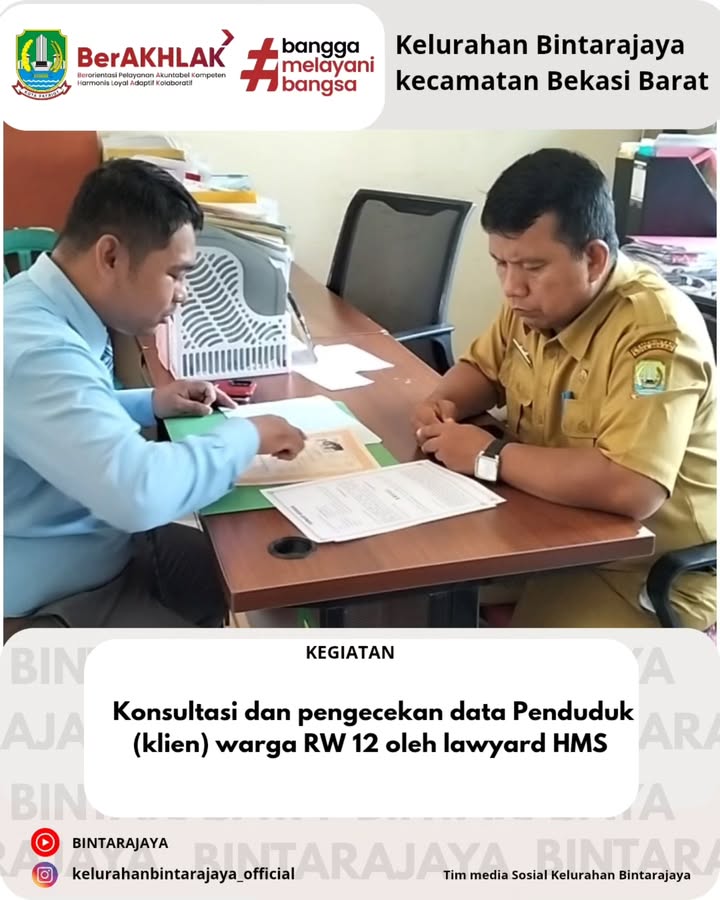 BerAKHLAK
Berorientasi Pelayanan Akuntabel Kompeten
Harmonis Loyal Adaptif Kolaboratif
#bangga
melayani
bangsa
Kelurahan Bintarajaya
kecamatan Bekasi Barat
KEGIATAN
Konsultasi dan pengecekan data Penduduk
(klien) warga RW 12 oleh lawyard HMS
BINTARAJAYA
kelurahanbintarajaya_official
Tim media Sosial Kelurahan Bintarajaya